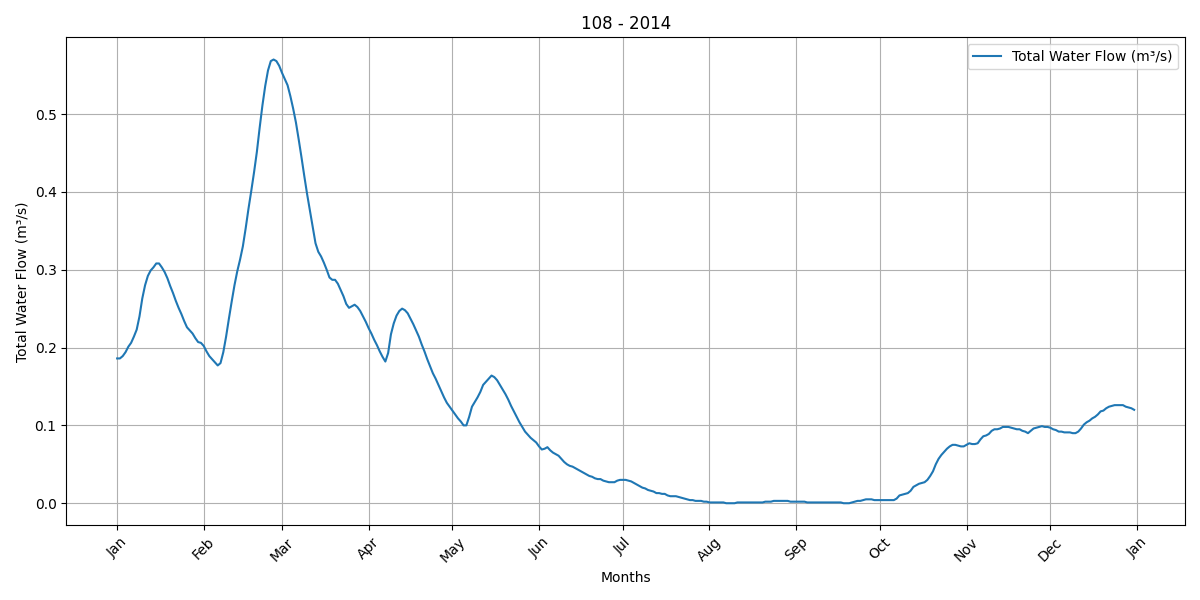 108 - 2014
Total Water Flow (m³/s)
Total Water Flow (m³/s)
0.5
0.4
0.3
0.2
0.1
0.0
Jan
Feb
Mar
Apr
May
Jun
Jul
Aug
Sep
Oct
Nov
Dec
Jan
Months